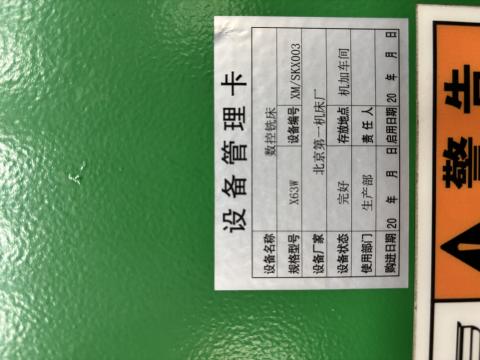 设备管理卡
设备名称 数控铣床
规格型号 X63W 设备编号 XM/SKX003
设备厂家 北京第一机床厂
设备状态 完好 存放地点 机加车间
使用部门 生产部 责任人
购进日期 20 年 月 日 启用日期 20 年 月 日
警告